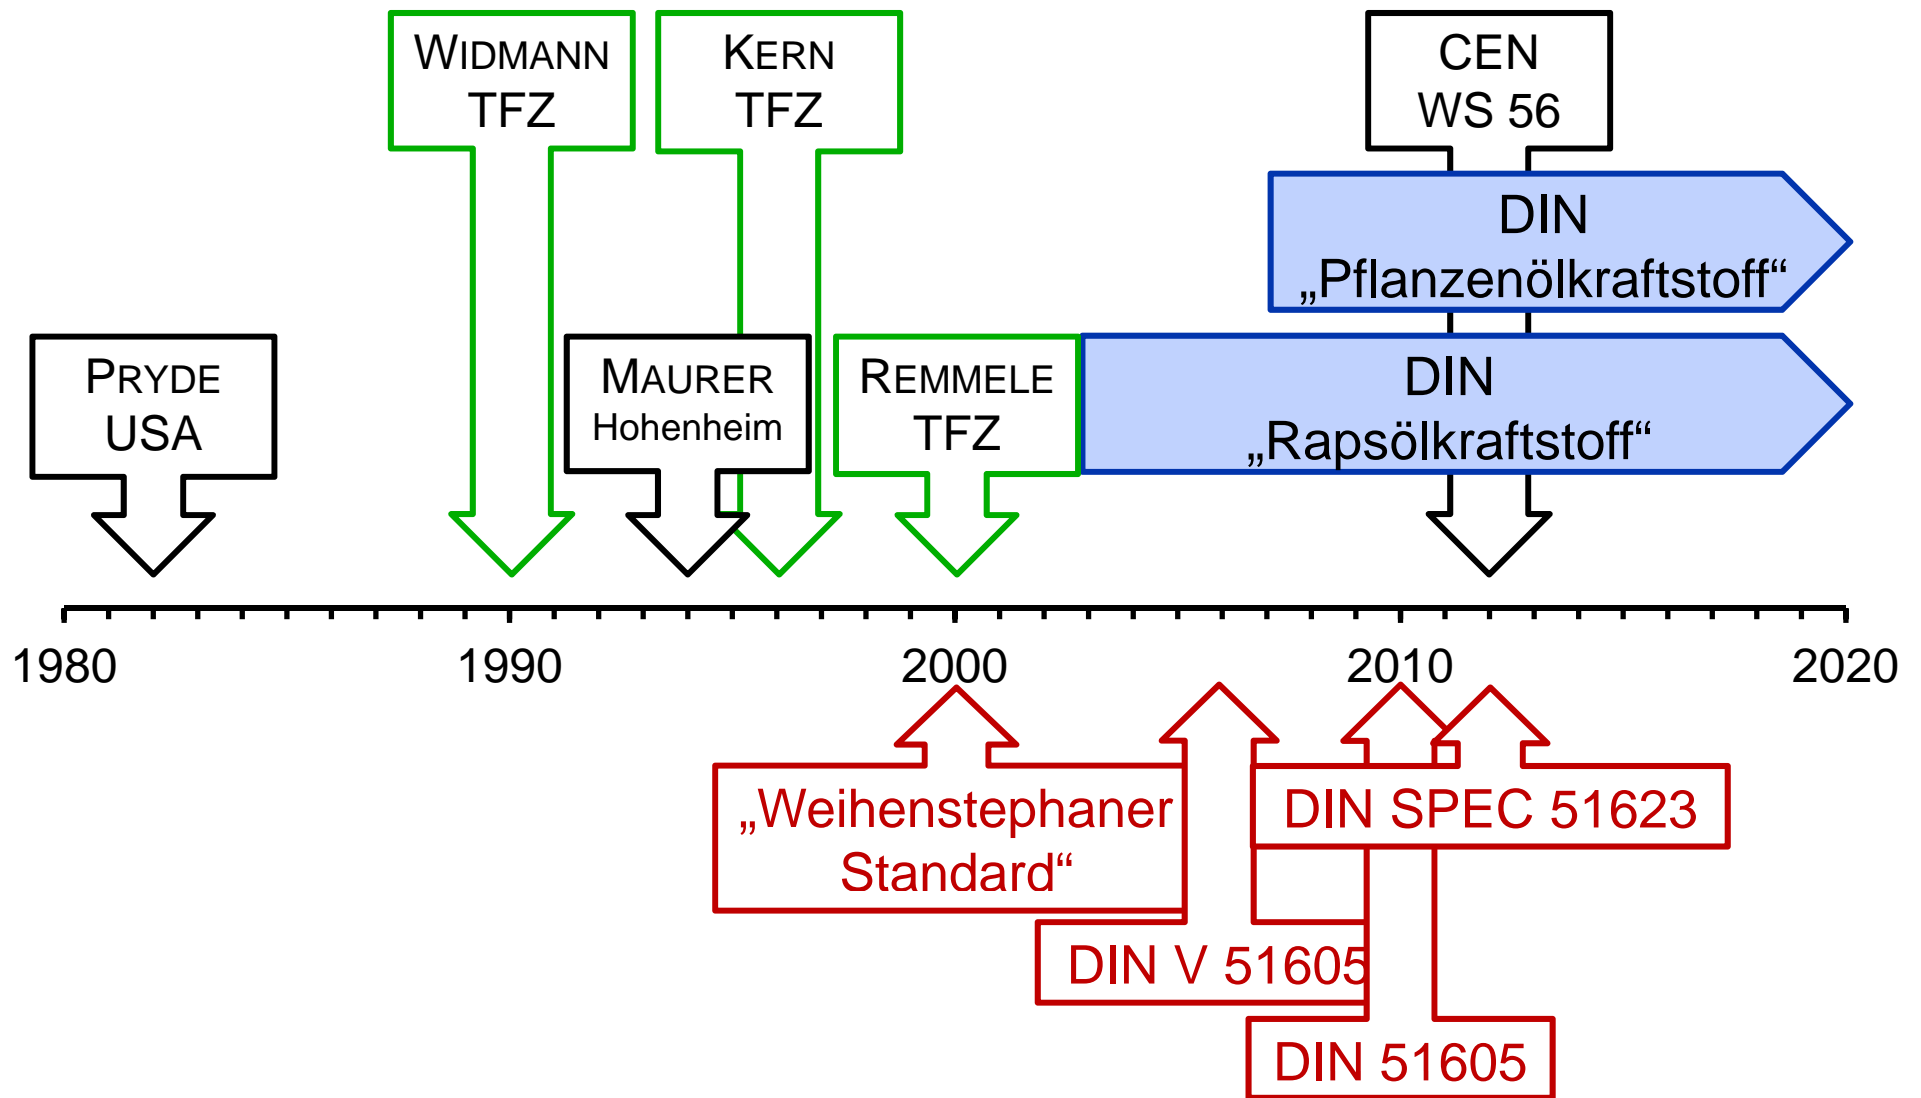 WIDMANN
TFZ
KERN
TFZ
CEN
WS 56
DIN
„Pflanzenölkraftstoff“
PRYDE
USA
MAURER
Hohenheim
REMMELE
TFZ
DIN
„Rapsölkraftstoff“
1980
1990
2000
2010
2020
„Weihenstephaner
Standard“
DIN SPEC 51623
DIN V 51605
DIN 51605